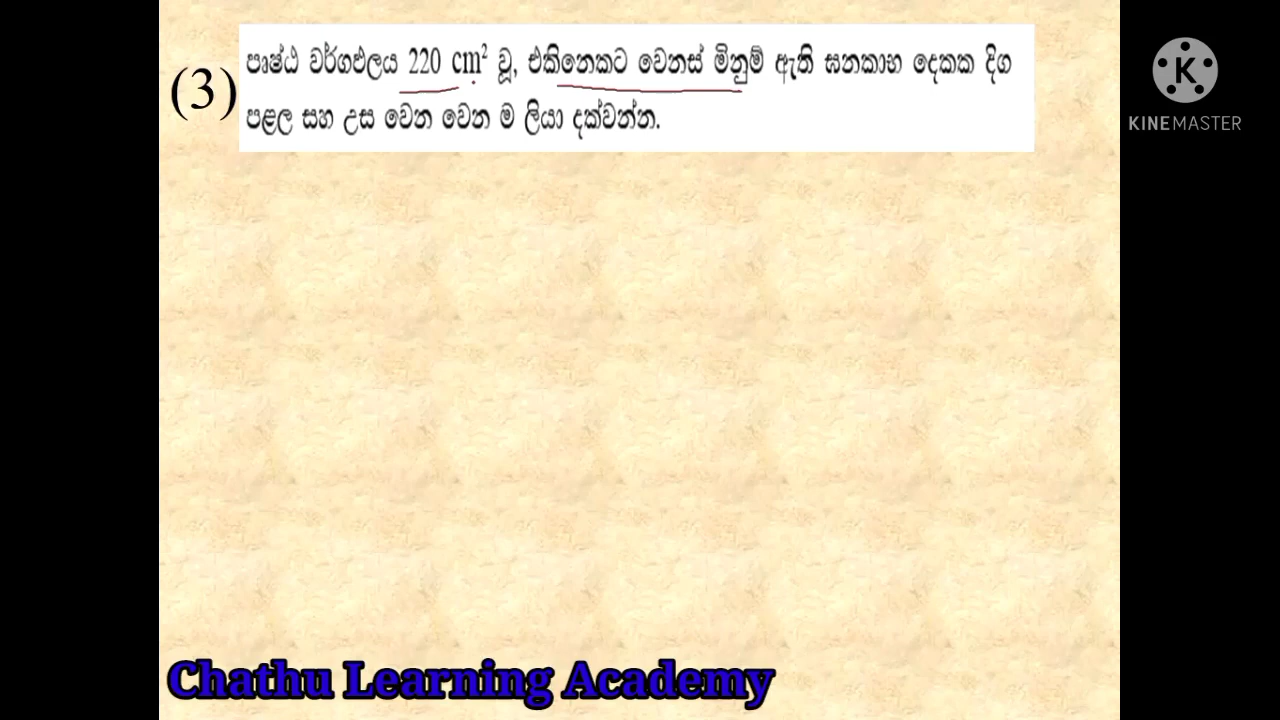 (3) පෘෂ්ඨ වර්ගඵලය 220 cm² වූ, එකිනෙකට වෙනස් මිනුම් ඇති ඝනකාභ දෙකක දිග
පළල සහ උස වෙන වෙන ම ලියා දක්වන්න.
K
KINEMASTER
Chathu Learning Academy